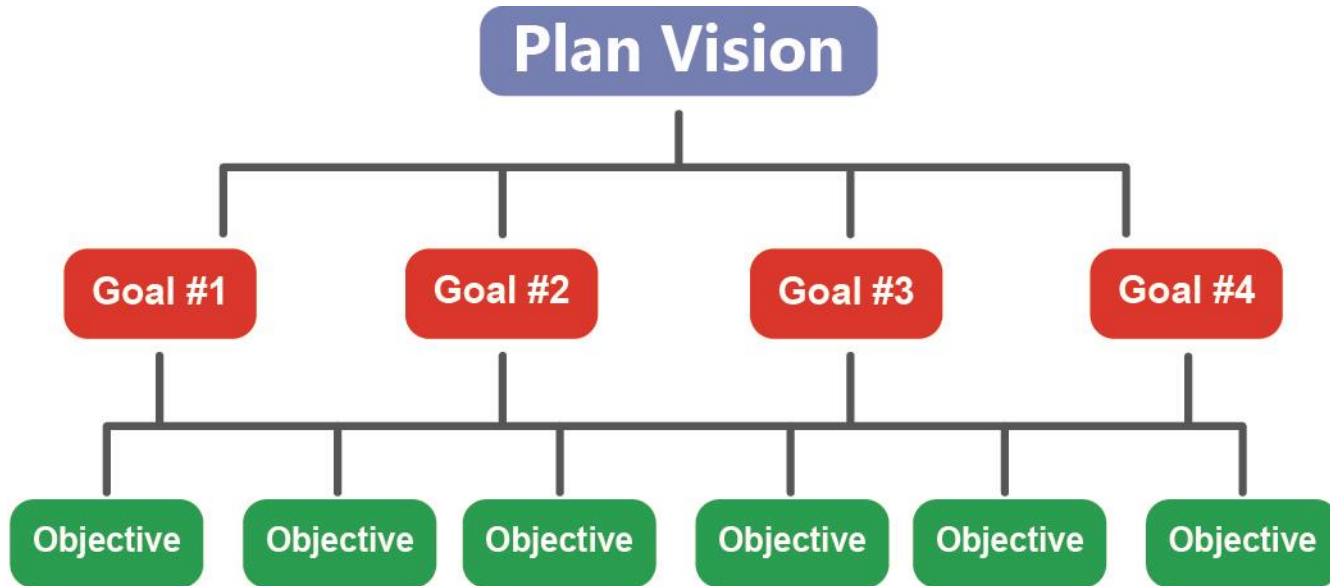 Plan Vision
Goal #1
Goal #2
Goal #3
Goal #4
Objective
Objective
Objective
Objective
Objective
Objective